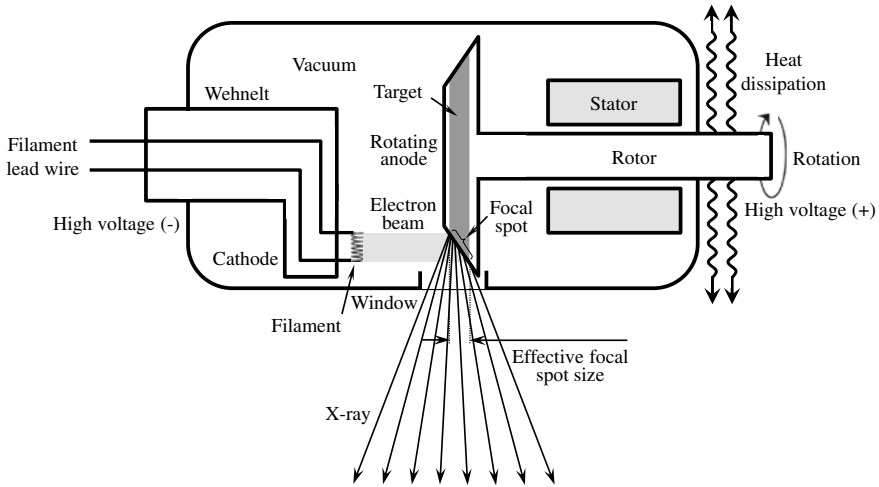 Vacuum
Heat
dissipation
Wehnelt
Target
Stator
Filament
lead wire
Rotating
anode
Rotor
Rotation
High voltage (-)
Electron
beam
Focal
spot
High voltage (+)
Cathode
Window
Filament
Effective focal
spot size
X-ray